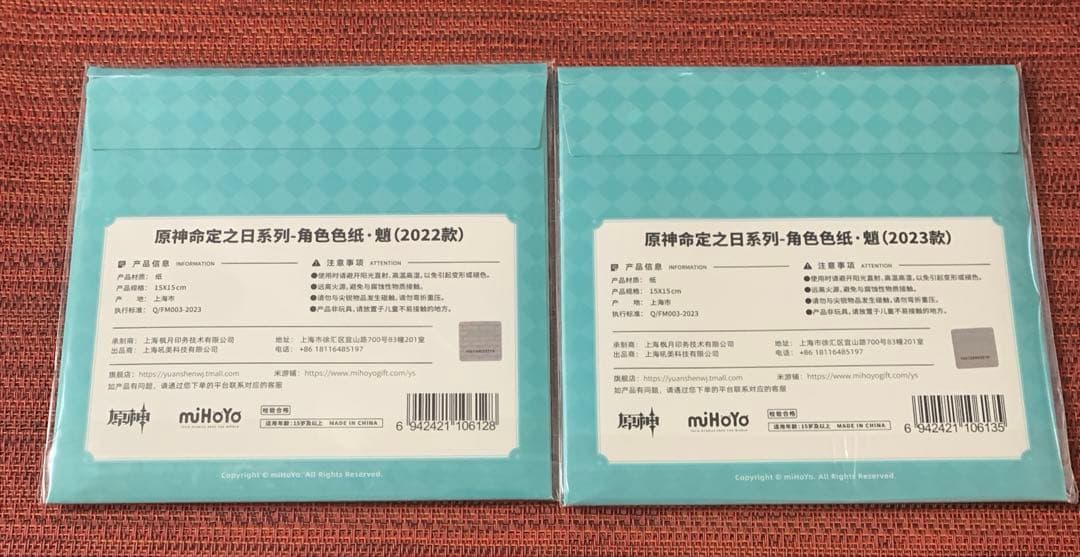 原神命定之日系列-角色色纸·魈(2022款)
产品信息 INFORMATION
产品材质: 纸
产品规格: 15X15cm
产 地: 上海市
执行标准: Q/FM003-2023
注意事项 ATTENTION
●使用时请避开阳光直射、高温高湿,以免引起变形或褪色。
●远离火源,避免与腐蚀性物质接触。
●请勿与尖锐物品发生碰触,请勿弯折重压。
●产品非玩具,请放置于儿童不易接触的地方。
承制商: 上海枫月印务技术有限公司
出品商: 上海吼美科技有限公司
地址: 上海市徐汇区宜山路700号83幢201室
电话: +86 18116485197
旗舰店: https://yuanshenwj.tmall.com
米游铺: https://www.mihoyogift.com/ys
如产品有问题,请通过您下单的平台联系对应的客服
原神
miHoYo
TECH OTAKUS SAVE THE WORLD
检验合格
适用年龄: 15岁及以上 MADE IN CHINA
6 942421 106128
Copyright © miHoYo. All Rights Reserved.
原神命定之日系列-角色色纸·魈(2023款)
产品信息 INFORMATION
产品材质: 纸
产品规格: 15X15cm
产 地: 上海市
执行标准: Q/FM003-2023
注意事项 ATTENTION
●使用时请避开阳光直射、高温高湿,以免引起变形或褪色。
●远离火源,避免与腐蚀性物质接触。
●请勿与尖锐物品发生碰触,请勿弯折重压。
●产品非玩具,请放置于儿童不易接触的地方。
承制商: 上海枫月印务技术有限公司
出品商: 上海吼美科技有限公司
地址: 上海市徐汇区宜山路700号83幢201室
电话: +86 18116485197
旗舰店: https://yuanshenwj.tmall.com
米游铺: https://www.mihoyogift.com/ys
如产品有问题,请通过您下单的平台联系对应的客服
原神
miHoYo
TECH OTAKUS SAVE THE WORLD
检验合格
适用年龄: 15岁及以上 MADE IN CHINA
6 942421 106135
Copyright © miHoYo. All Rights Reserved.